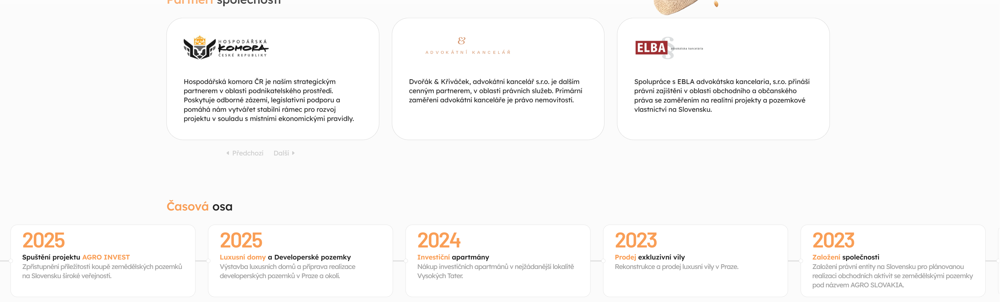 Partneři společnosti
HOSPODÁŘSKÁ
KOMORA
ČESKÉ REPUBLIKY
Hospodářská komora ČR je naším strategickým
partnerem v oblasti podnikatelského prostředí.
Poskytuje odborné zázemí, legislativní podporu a
pomáhá nám vytvářet stabilní rámec pro rozvoj
projektu v souladu s místními ekonomickými pravidly.
&
ADVOKÁTNÍ KANCELÁŘ
Dvořák & Křiváček, advokátní kancelář s.r.o. je dalším
cenným partnerem, v oblasti právních služeb. Primární
zaměření advokátní kanceláře je právo nemovitostí.
ELBA § advokátska kancelária
Spolupráce s EBLA advokátska kancelaria, s.r.o. přináší
právní zajištění v oblasti obchodního a občanského
práva se zaměřením na realitní projekty a pozemkové
vlastnictví na Slovensku.
Předchozí Další
Časová osa
2025
Spuštění projektu AGRO INVEST
Zpřístupnění příležitosti koupě zemědělských pozemků
na Slovensku široké veřejnosti.
2025
Luxusní domy a Developerské pozemky
Výstavba luxusních domů a příprava realizace
developerských pozemků v Praze a okolí.
2024
Investiční apartmány
Nákup investičních apartmánů v nejžádanější lokalitě
Vysokých Tater.
2023
Prodej exkluzivní vily
Rekonstrukce a prodej luxusní vily v Praze.
2023
Založení společnosti
Založení právní entity na Slovensku pro plánovanou
realizaci obchodních aktivit se zemědělskými pozemky
pod názvem AGRO SLOVAKIA.